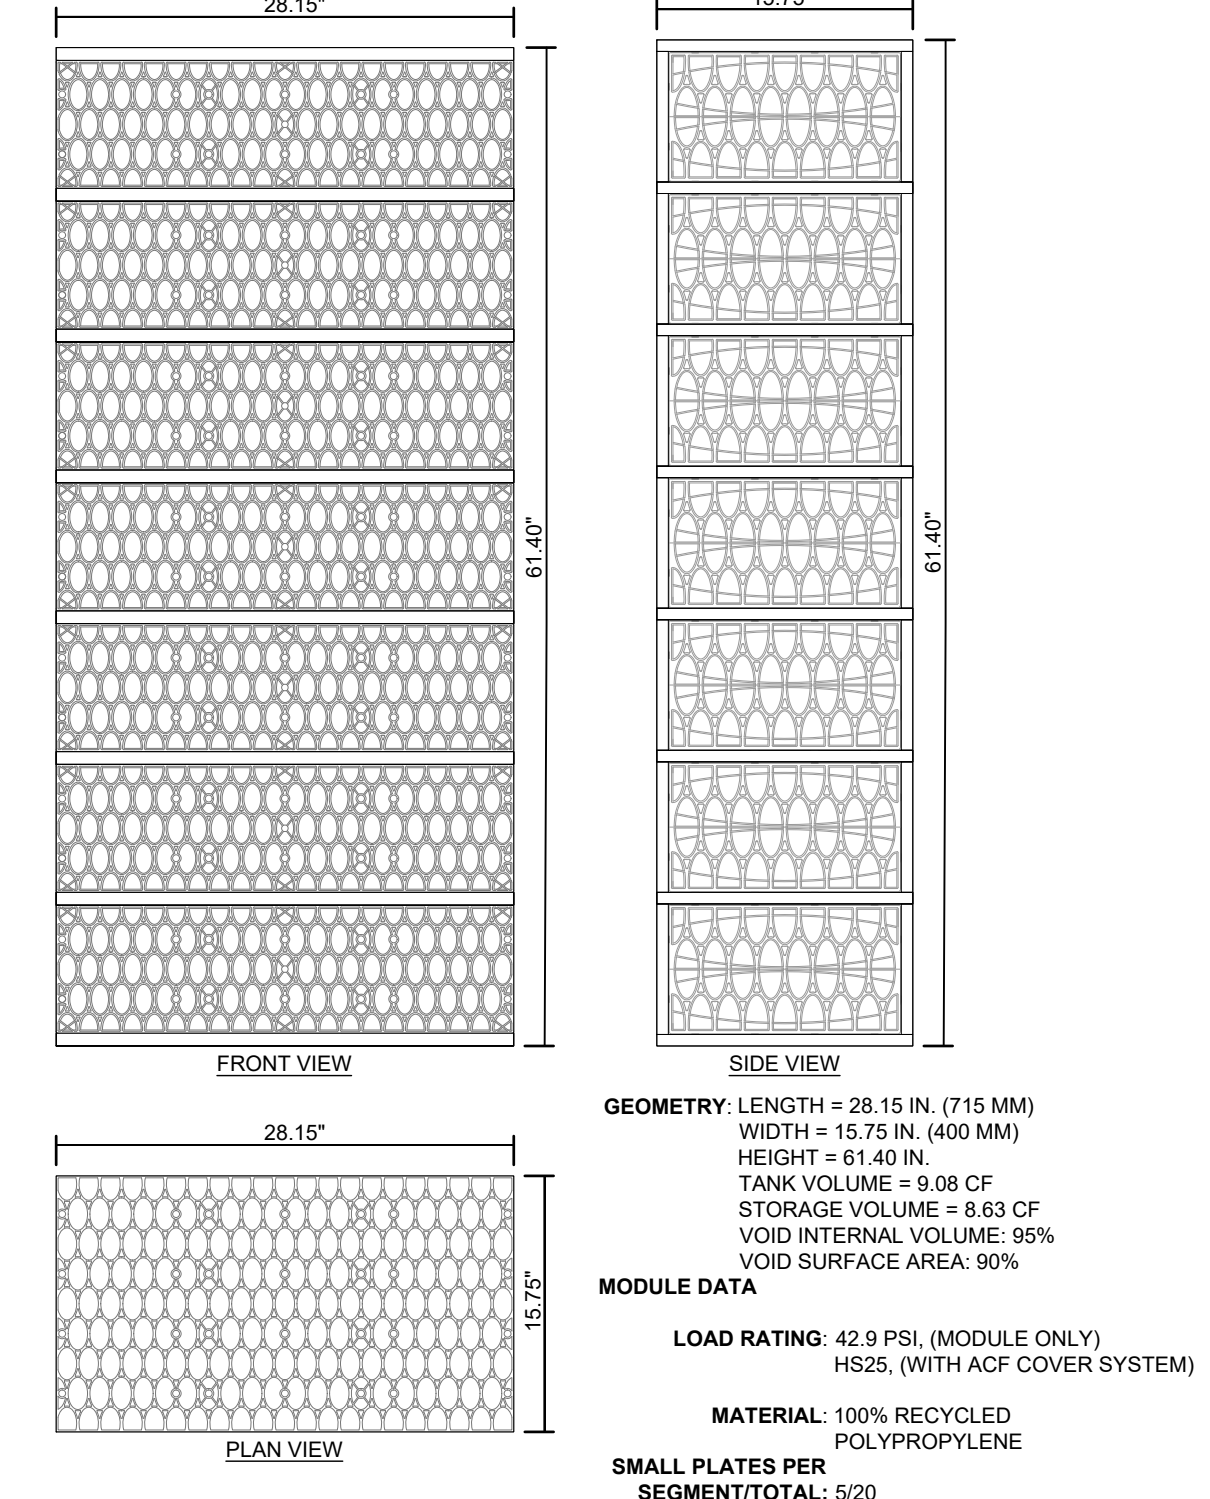 28.15"
15.75"
61.40"
61.40"
FRONT VIEW
SIDE VIEW
28.15"
15.75"
PLAN VIEW
GEOMETRY: LENGTH = 28.15 IN. (715 MM)
WIDTH = 15.75 IN. (400 MM)
HEIGHT = 61.40 IN.
TANK VOLUME = 9.08 CF
STORAGE VOLUME = 8.63 CF
VOID INTERNAL VOLUME: 95%
VOID SURFACE AREA: 90%
MODULE DATA
LOAD RATING: 42.9 PSI, (MODULE ONLY)
HS25, (WITH ACF COVER SYSTEM)
MATERIAL: 100% RECYCLED
POLYPROPYLENE
SMALL PLATES PER
SEGMENT/TOTAL: 5/20